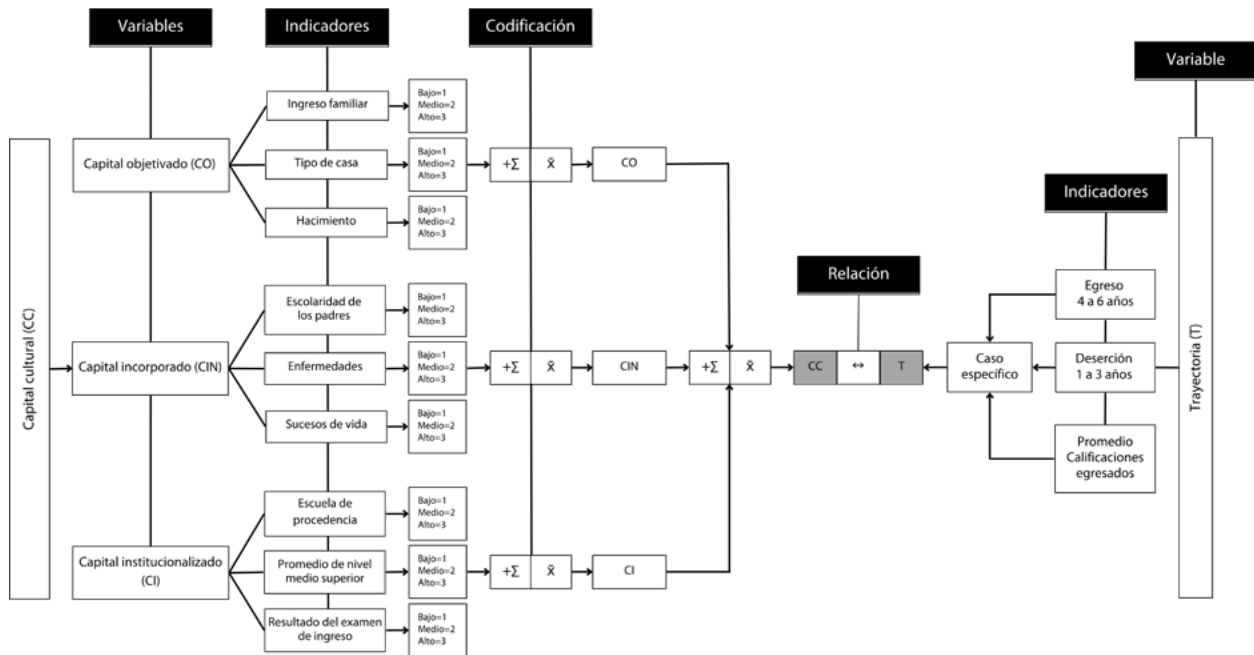 Variables
Indicadores
Codificación
Variable
Capital cultural (CC)
Capital objetivado (CO)
Ingreso familiar
Bajo=1
Medio=2
Alto=3
Tipo de casa
Bajo=1
Medio=2
Alto=3
+Σ
x̄
CO
Hacimiento
Bajo=1
Medio=2
Alto=3
Capital incorporado (CIN)
Escolaridad de
los padres
Bajo=1
Medio=2
Alto=3
Enfermedades
Bajo=1
Medio=2
Alto=3
+Σ
x̄
CIN
Sucesos de vida
Bajo=1
Medio=2
Alto=3
Capital institucionalizado
(CI)
Escuela de
procedencia
Bajo=1
Medio=2
Alto=3
Promedio de nivel
medio superior
Bajo=1
Medio=2
Alto=3
+Σ
x̄
CI
Resultado del examen
de ingreso
Bajo=1
Medio=2
Alto=3
+Σ
x̄
Relación
CC
↔
T
Caso
específico
Indicadores
Egreso
4 a 6 años
Deserción
1 a 3 años
Promedio
Calificaciones
egresados
Trayectoria (T)